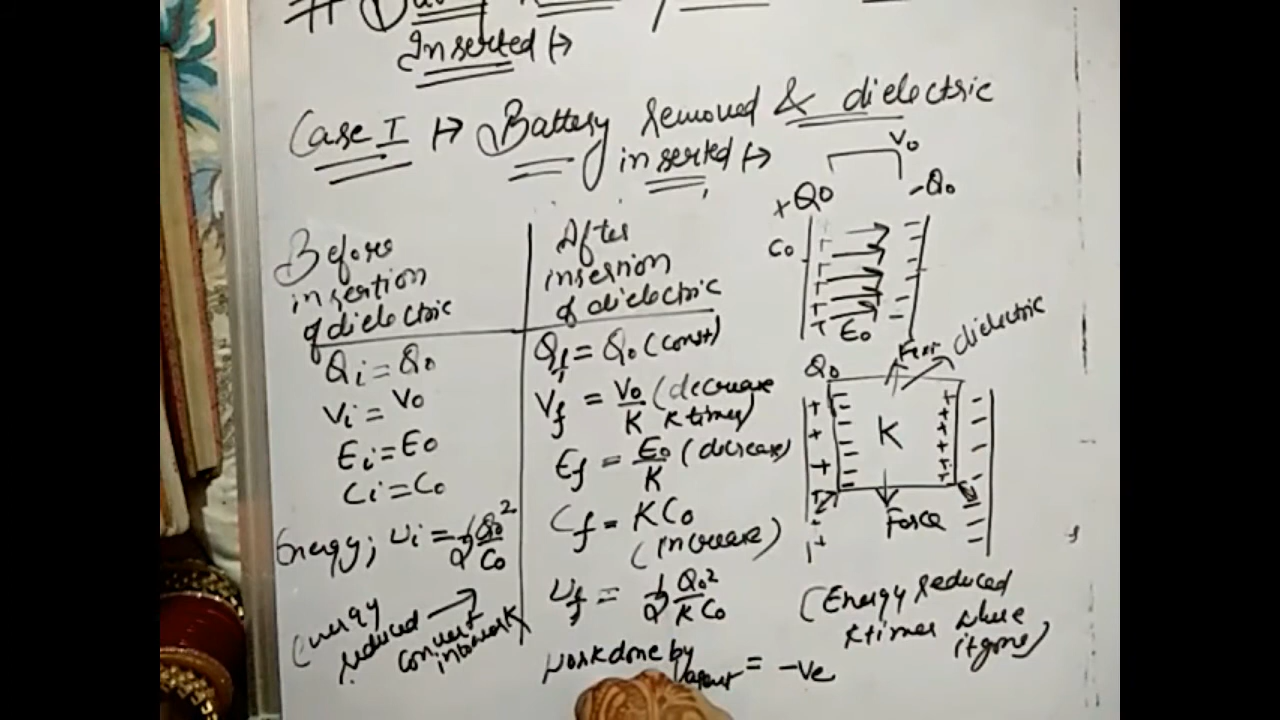 Inserted :->
Case I :-> Battery removed & dielectric
inserted :->
Before
insertion
of dielectric
After
insertion
of dielectric
Qi = Q0
Vi = V0
Ei = E0
Ci = C0
Energy; Ui = 1/2 Q0²/C0
(Energy
reduced →
convert
into work
Qf = Q0 (const)
Vf = V0/K (decrease
K times)
Ef = E0/K (decrease)
Cf = KC0
(increase)
Uf = 1/2 Q0²/KC0
workdone by agent = -ve
V0
+Q0 -Q0
C0
E0
dielectric
Q0
K
Force
(Energy reduced
K times where
it gone)